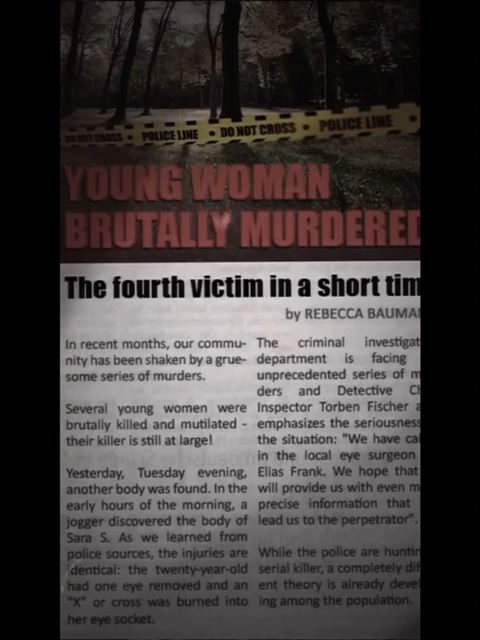 DO NOT CROSS • POLICE LINE • DO NOT CROSS • POLICE LINE •
YOUNG WOMAN
BRUTALLY MURDERED
The fourth victim in a short tim
by REBECCA BAUMA
In recent months, our commu-
nity has been shaken by a grue-
some series of murders.
Several young women were
brutally killed and mutilated -
their killer is still at large!
Yesterday, Tuesday evening,
another body was found. In the
early hours of the morning, a
jogger discovered the body of
Sara S. As we learned from
police sources, the injuries are
identical: the twenty-year-old
had one eye removed and an
"X" or cross was burned into
her eye socket.
The criminal investigat
department is facing
unprecedented series of m
ders and Detective Ch
Inspector Torben Fischer a
emphasizes the seriousness
the situation: "We have cal
in the local eye surgeon
Elias Frank. We hope that
will provide us with even m
precise information that
lead us to the perpetrator".
While the police are huntin
serial killer, a completely dif
ent theory is already devel
ing among the population.